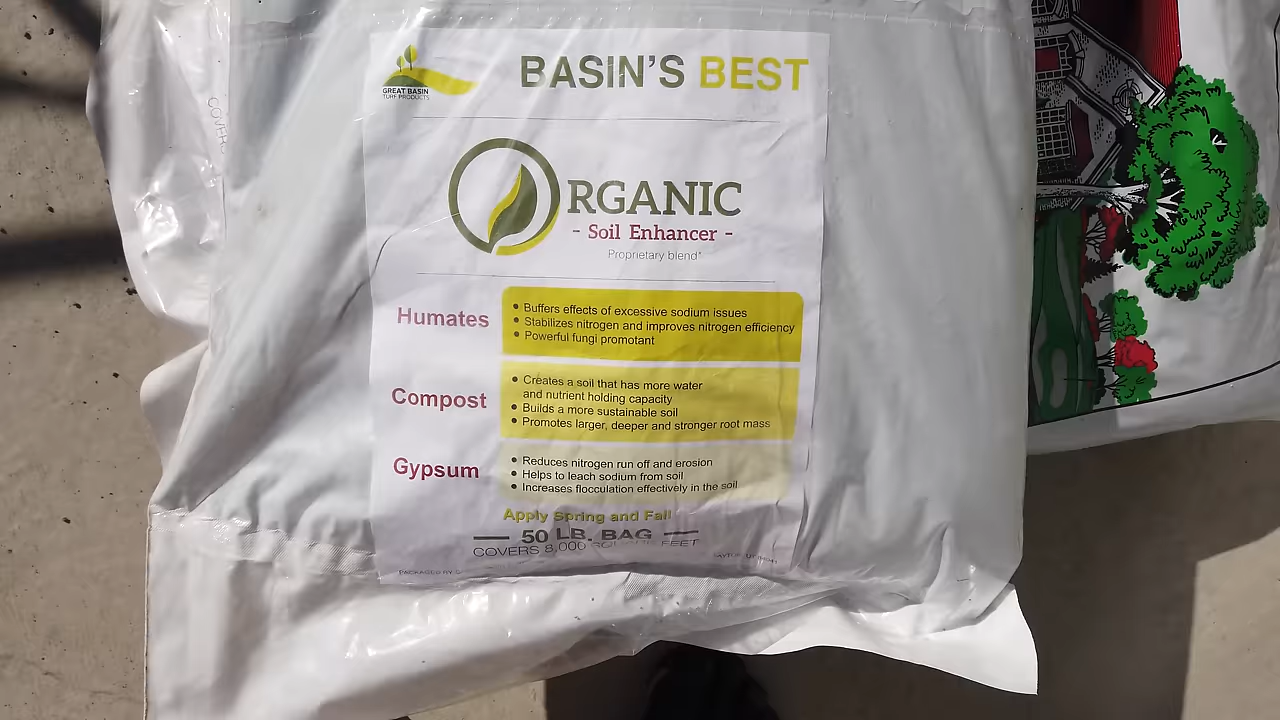 GREAT BASIN
TURF PRODUCTS
BASIN'S BEST
ORGANIC
- Soil Enhancer -
Proprietary blend*
Humates
• Buffers effects of excessive sodium issues
• Stabilizes nitrogen and improves nitrogen efficiency
• Powerful fungi promotant
Compost
• Creates a soil that has more water
and nutrient holding capacity
• Builds a more sustainable soil
• Promotes larger, deeper and stronger root mass
Gypsum
• Reduces nitrogen run off and erosion
• Helps to leach sodium from soil
• Increases flocculation effectively in the soil
Apply Spring and Fall
50 LB. BAG
COVERS 8,000 SQUARE FEET
PACKAGED BY